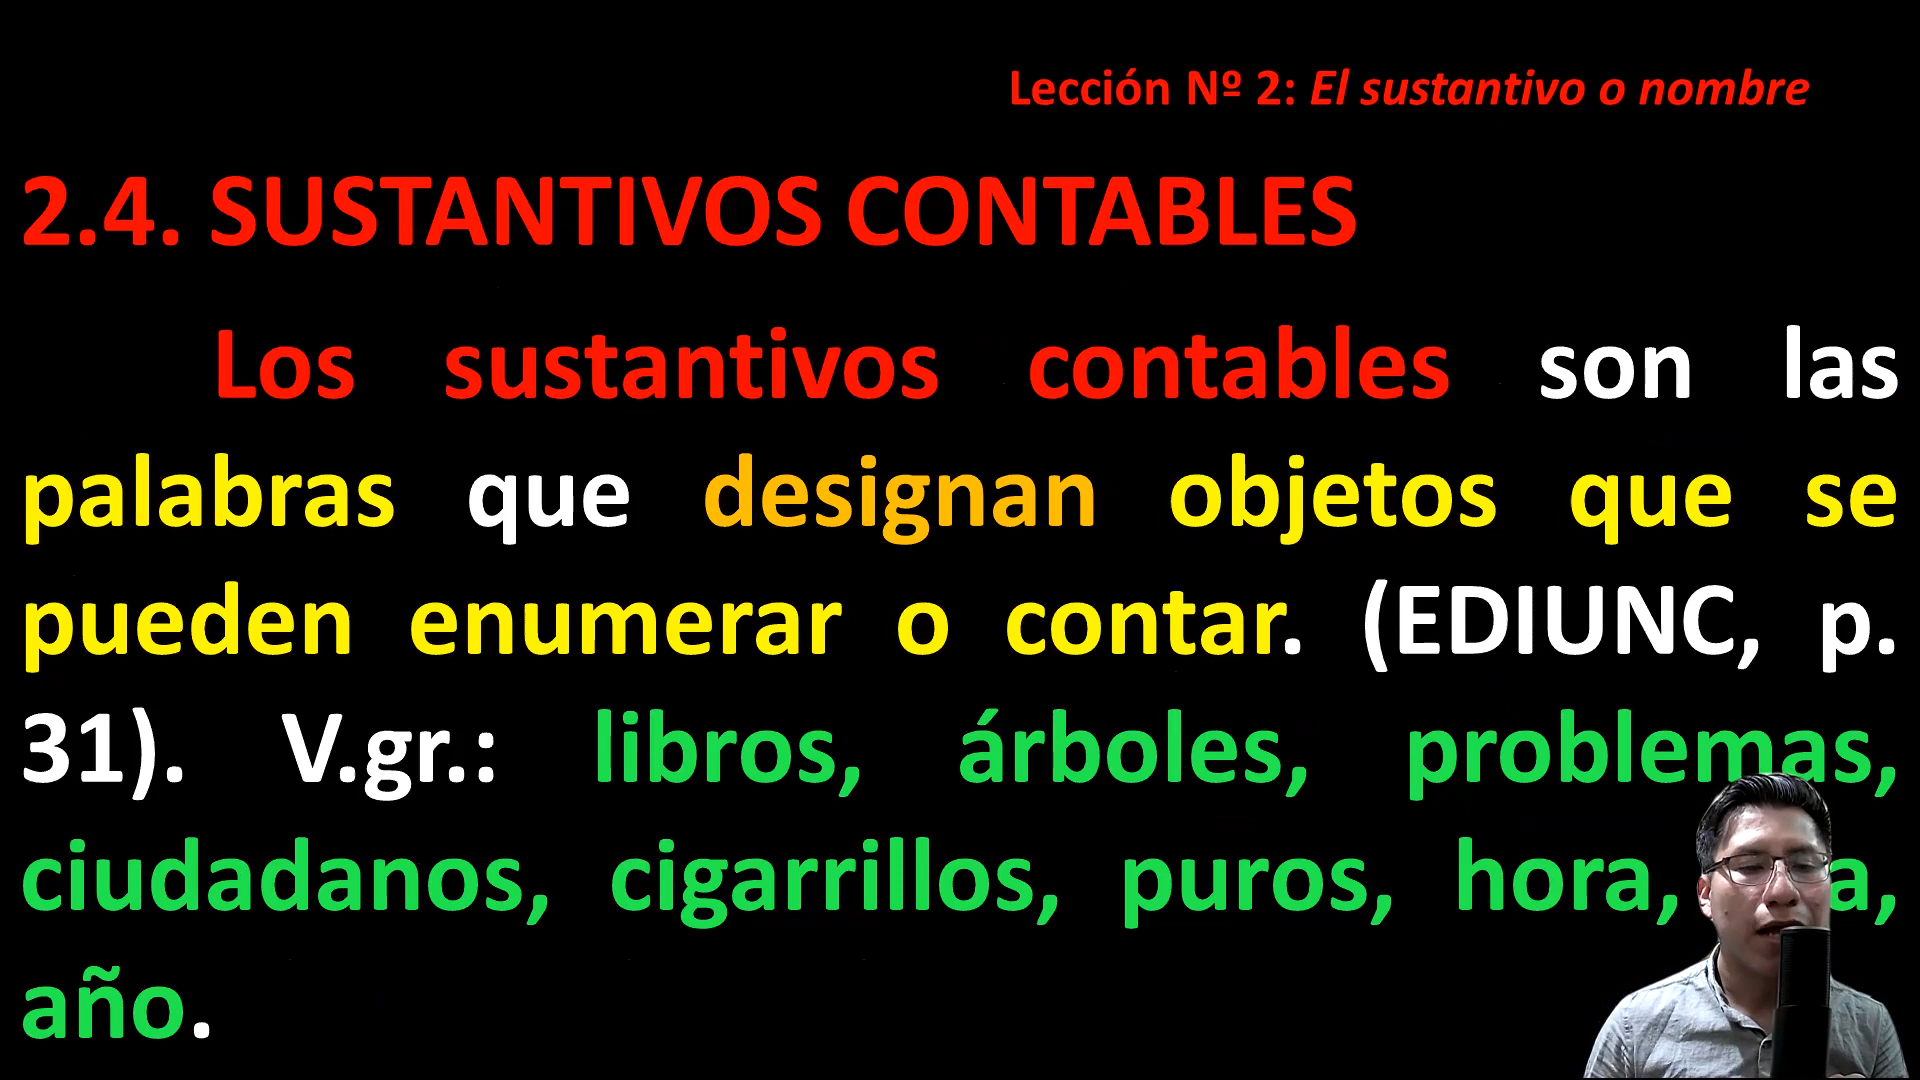 Lección Nº 2: El sustantivo o nombre
2.4. SUSTANTIVOS CONTABLES
Los sustantivos contables son las
palabras que designan objetos que se
pueden enumerar o contar. (EDIUNC, p.
31). V.gr.: libros, árboles, problemas,
ciudadanos, cigarrillos, puros, hora,
año.